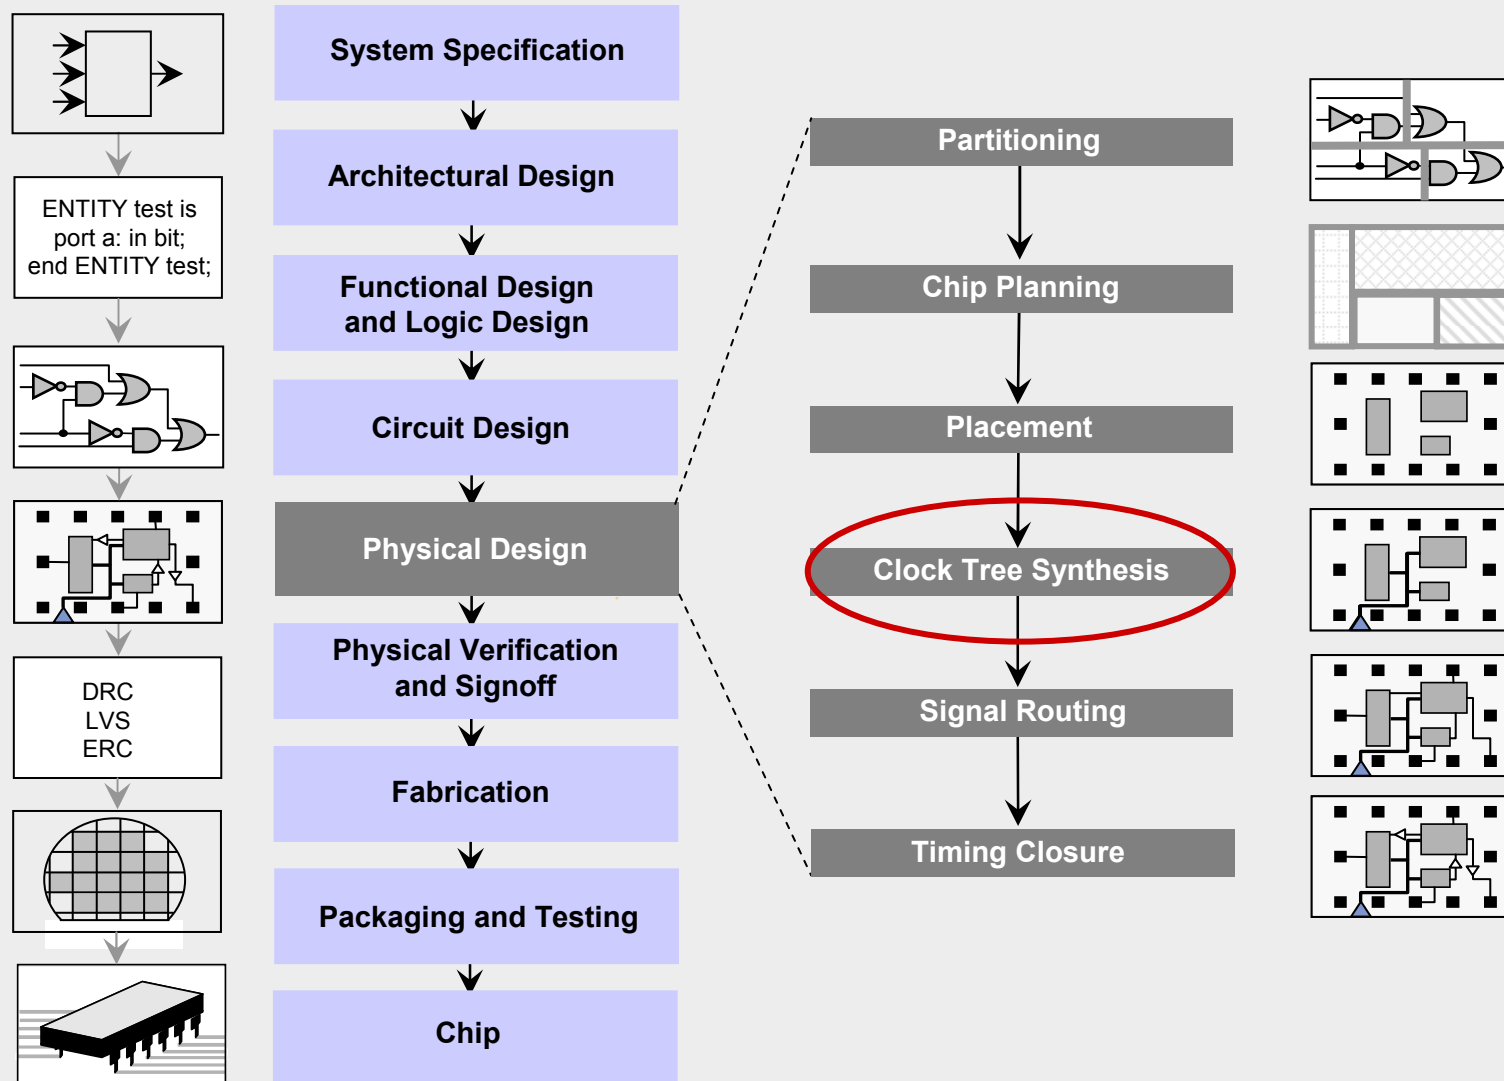 ENTITY test is
port a: in bit;
end ENTITY test;
DRC
LVS
ERC
System Specification
Architectural Design
Functional Design
and Logic Design
Circuit Design
Physical Design
Physical Verification
and Signoff
Fabrication
Packaging and Testing
Chip
Partitioning
Chip Planning
Placement
Clock Tree Synthesis
Signal Routing
Timing Closure